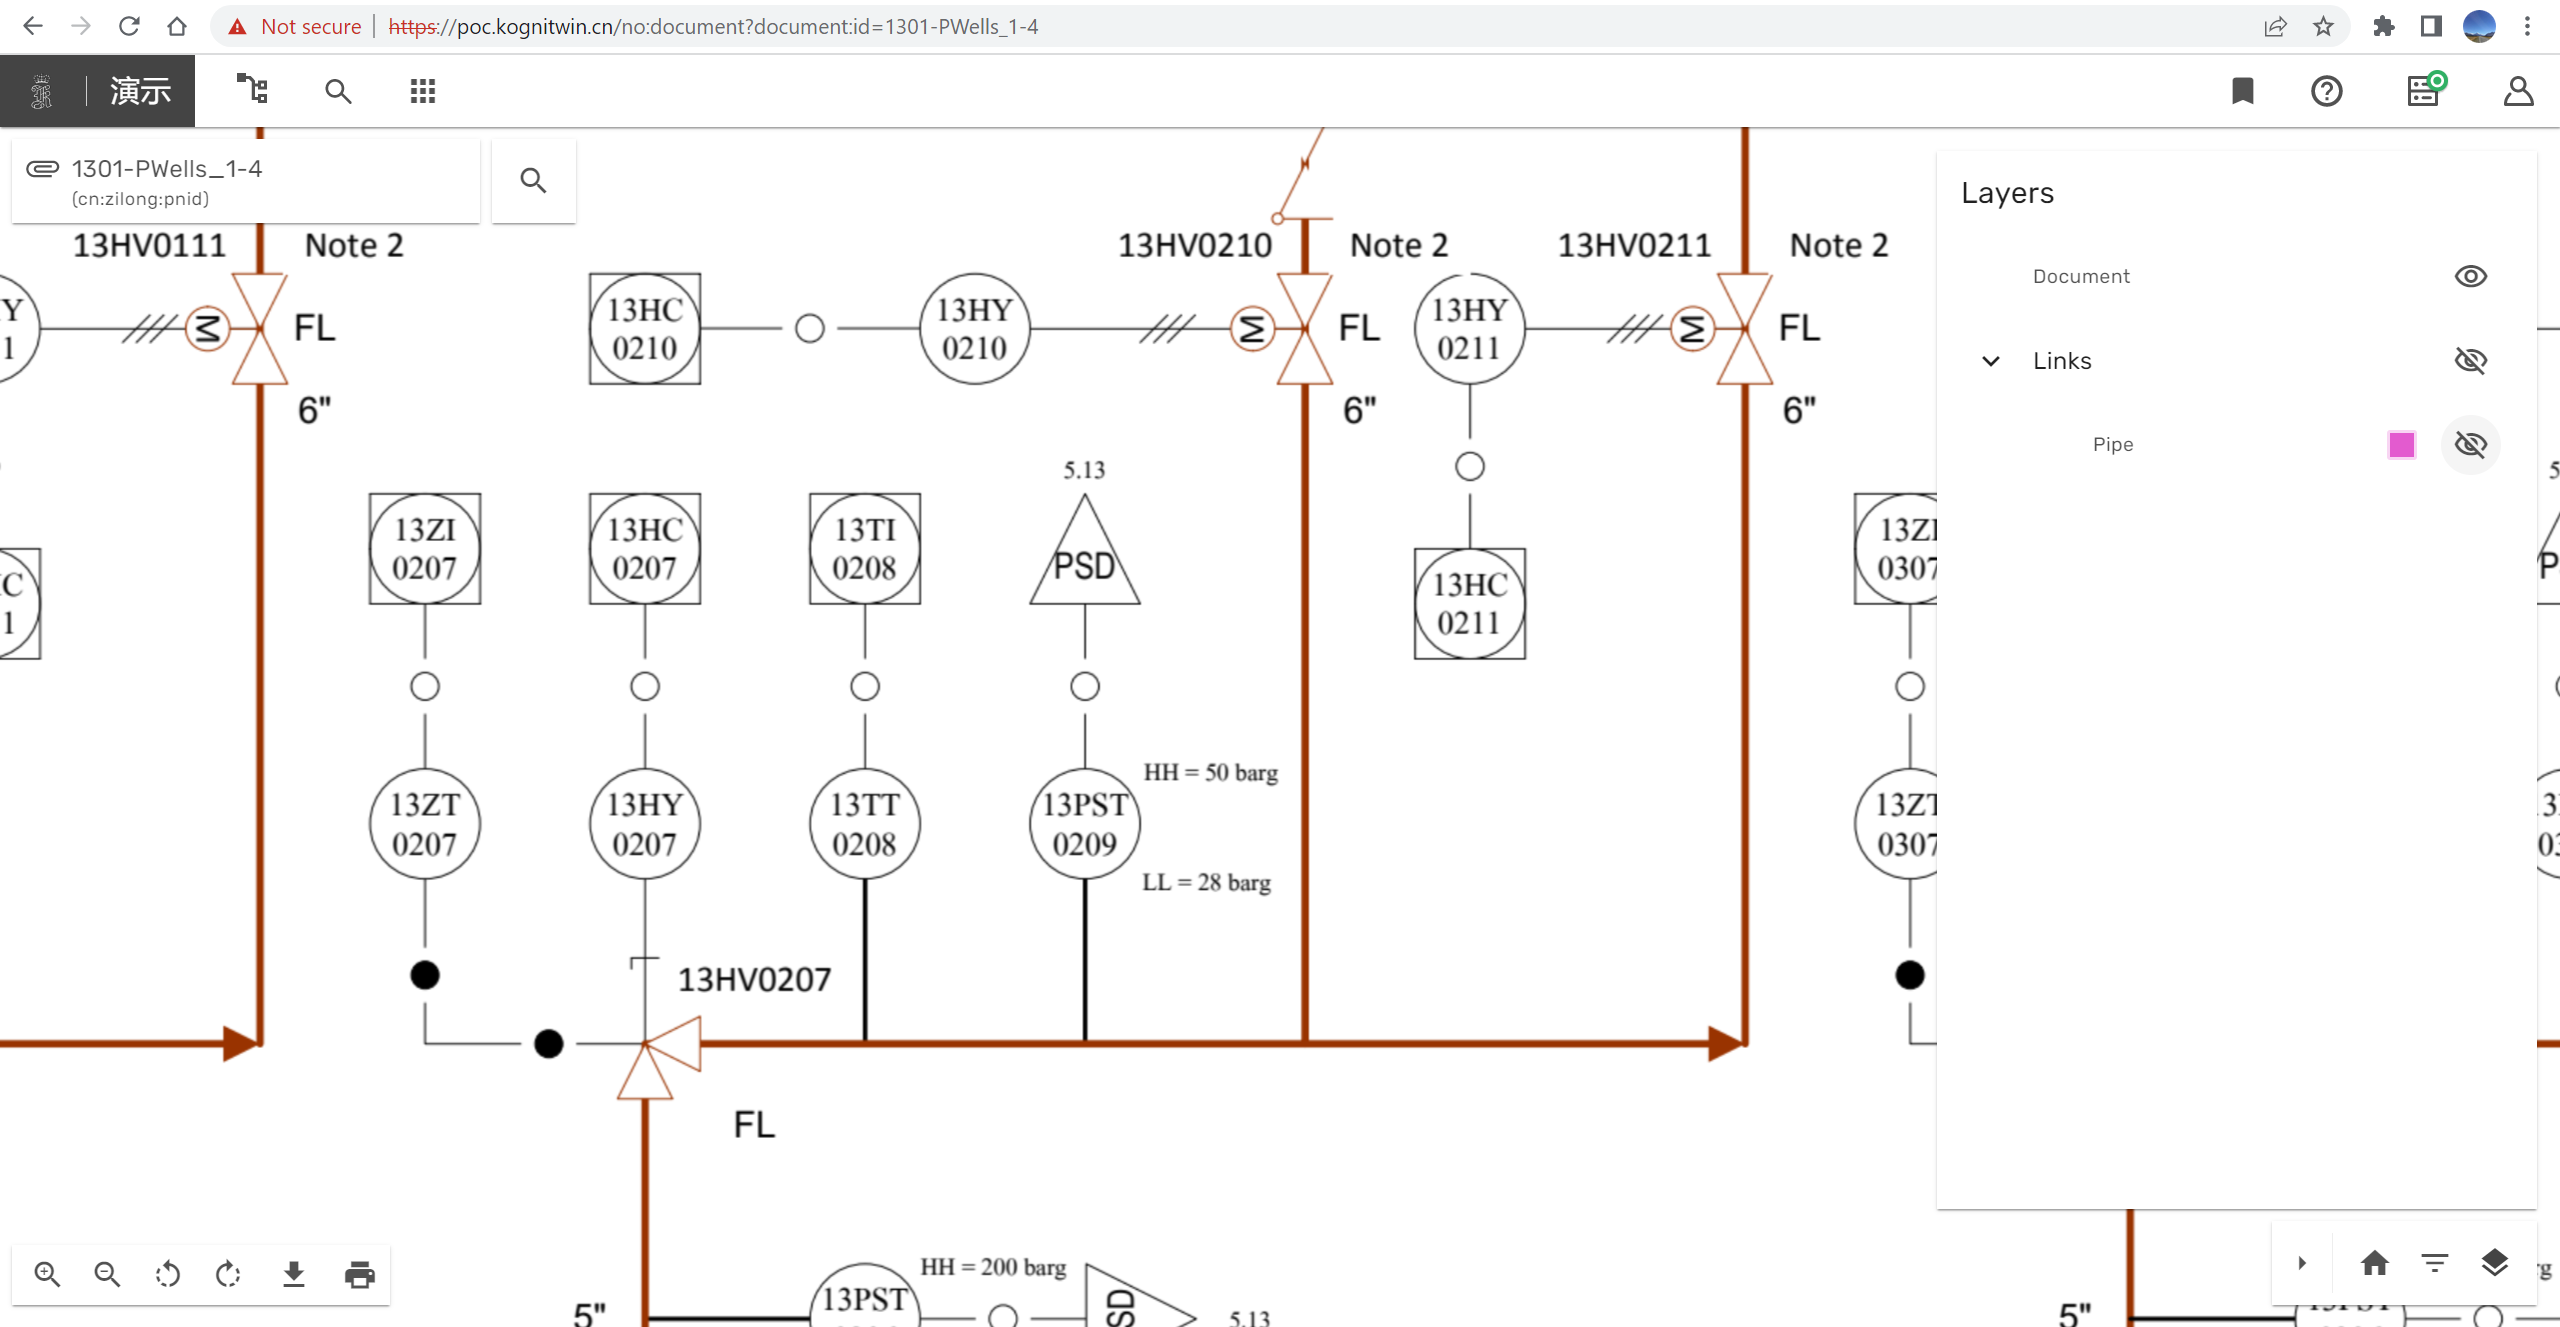 Not secure https://poc.kognitwin.cn/no:document?document:id=1301-PWells_1-4
演示
1301-PWells_1-4
(cn:zilong:pnid)
13HV0111 Note 2
FL
6"
13HC
0210
13HY
0210
M
13HV0210 Note 2
M
FL
6"
13HY
0211
13HC
0211
13HV0211 Note 2
M
FL
6"
13ZI
0207
13HC
0207
13TI
0208
5.13
PSD
13ZT
0207
13HY
0207
13TT
0208
13PST
0209
HH = 50 barg
LL = 28 barg
13HV0207
FL
5"
13PST
HH = 200 barg
5.13
13ZI
0307
13ZT
0307
5"
Layers
Document
Links
Pipe